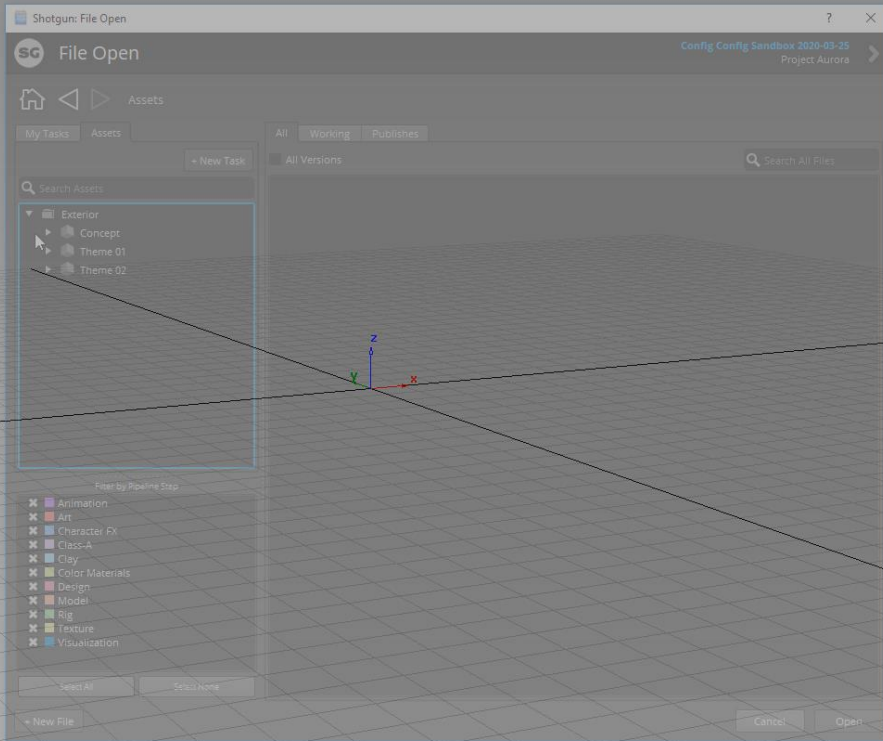 Shotgun: File Open
?
SG
File Open
Config Config Sandbox 2020-03-25
Project Aurora
Assets
My Tasks
Assets
All
Working
Publishes
+ New Task
All Versions
Search All Files
Search Assets
Exterior
Concept
Theme 01
Theme 02
z
y
x
Filter by Pipeline Step
Animation
Art
Character FX
Class-A
Clay
Color Materials
Design
Model
Rig
Texture
Visualization
Select All
Select None
+ New File
Cancel
Open